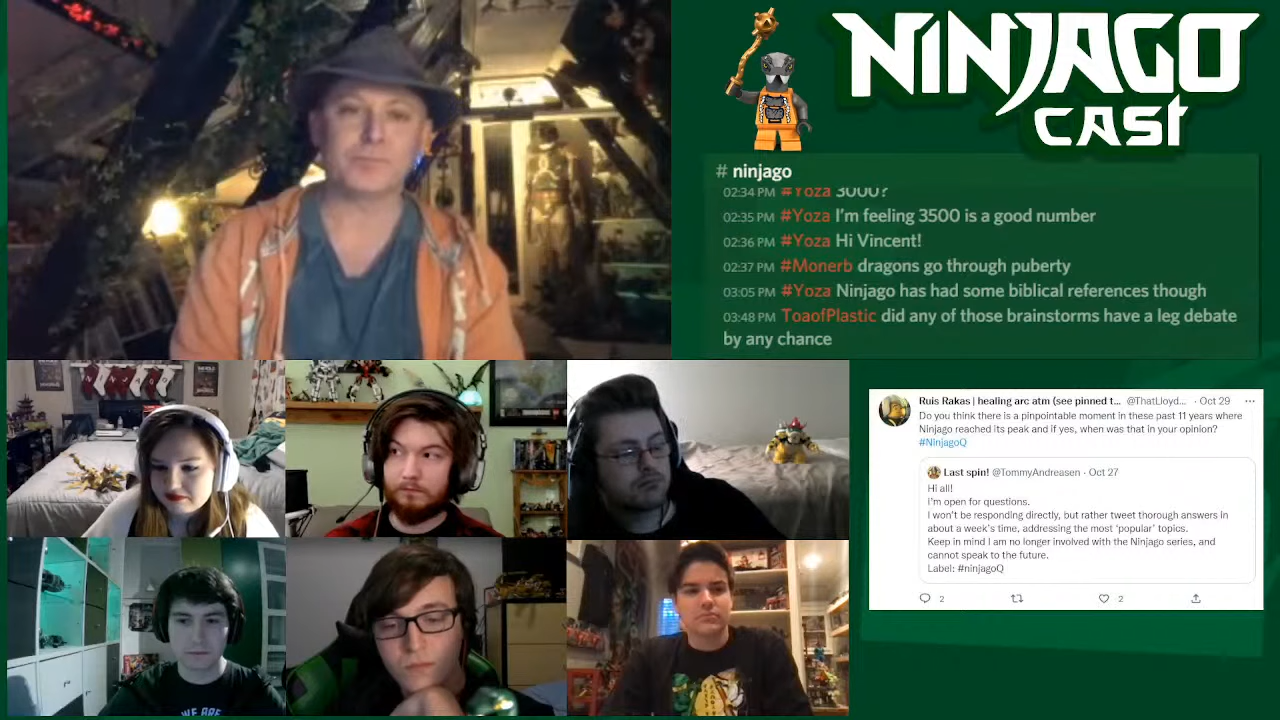 NINJAGO
CAST
# ninjago
02:34 PM #Yoza 3000?
02:35 PM #Yoza I'm feeling 3500 is a good number
02:36 PM #Yoza Hi Vincent!
02:37 PM #Monerb dragons go through puberty
03:05 PM #Yoza Ninjago has had some biblical references though
03:48 PM ToaofPlastic did any of those brainstorms have a leg debate
by any chance
Ruis Rakas | healing arc atm (see pinned t... @ThatLloyd... · Oct 29 ...
Do you think there is a pinpointable moment in these past 11 years where
Ninjago reached its peak and if yes, when was that in your opinion?
#NinjagoQ
Last spin! @TommyAndreasen · Oct 27
Hi all!
I'm open for questions.
I won't be responding directly, but rather tweet thorough answers in
about a week's time, addressing the most 'popular' topics.
Keep in mind I am no longer involved with the Ninjago series, and
cannot speak to the future.
Label: #ninjagoQ
2 2
WE ARE